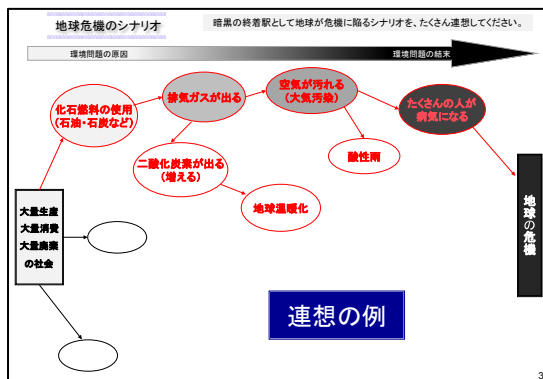 地球危機のシナリオ
暗黒の終着駅として地球が危機に陥るシナリオを、たくさん連想してください。
環境問題の原因
環境問題の結末
化石燃料の使用
(石油・石炭など)
排気ガスが出る
空気が汚れる
(大気汚染)
たくさんの人が
病気になる
二酸化炭素が出る
(増える)
酸性雨
地球温暖化
大量生産
大量消費
大量廃棄
の社会
地球の危機
連想の例
3